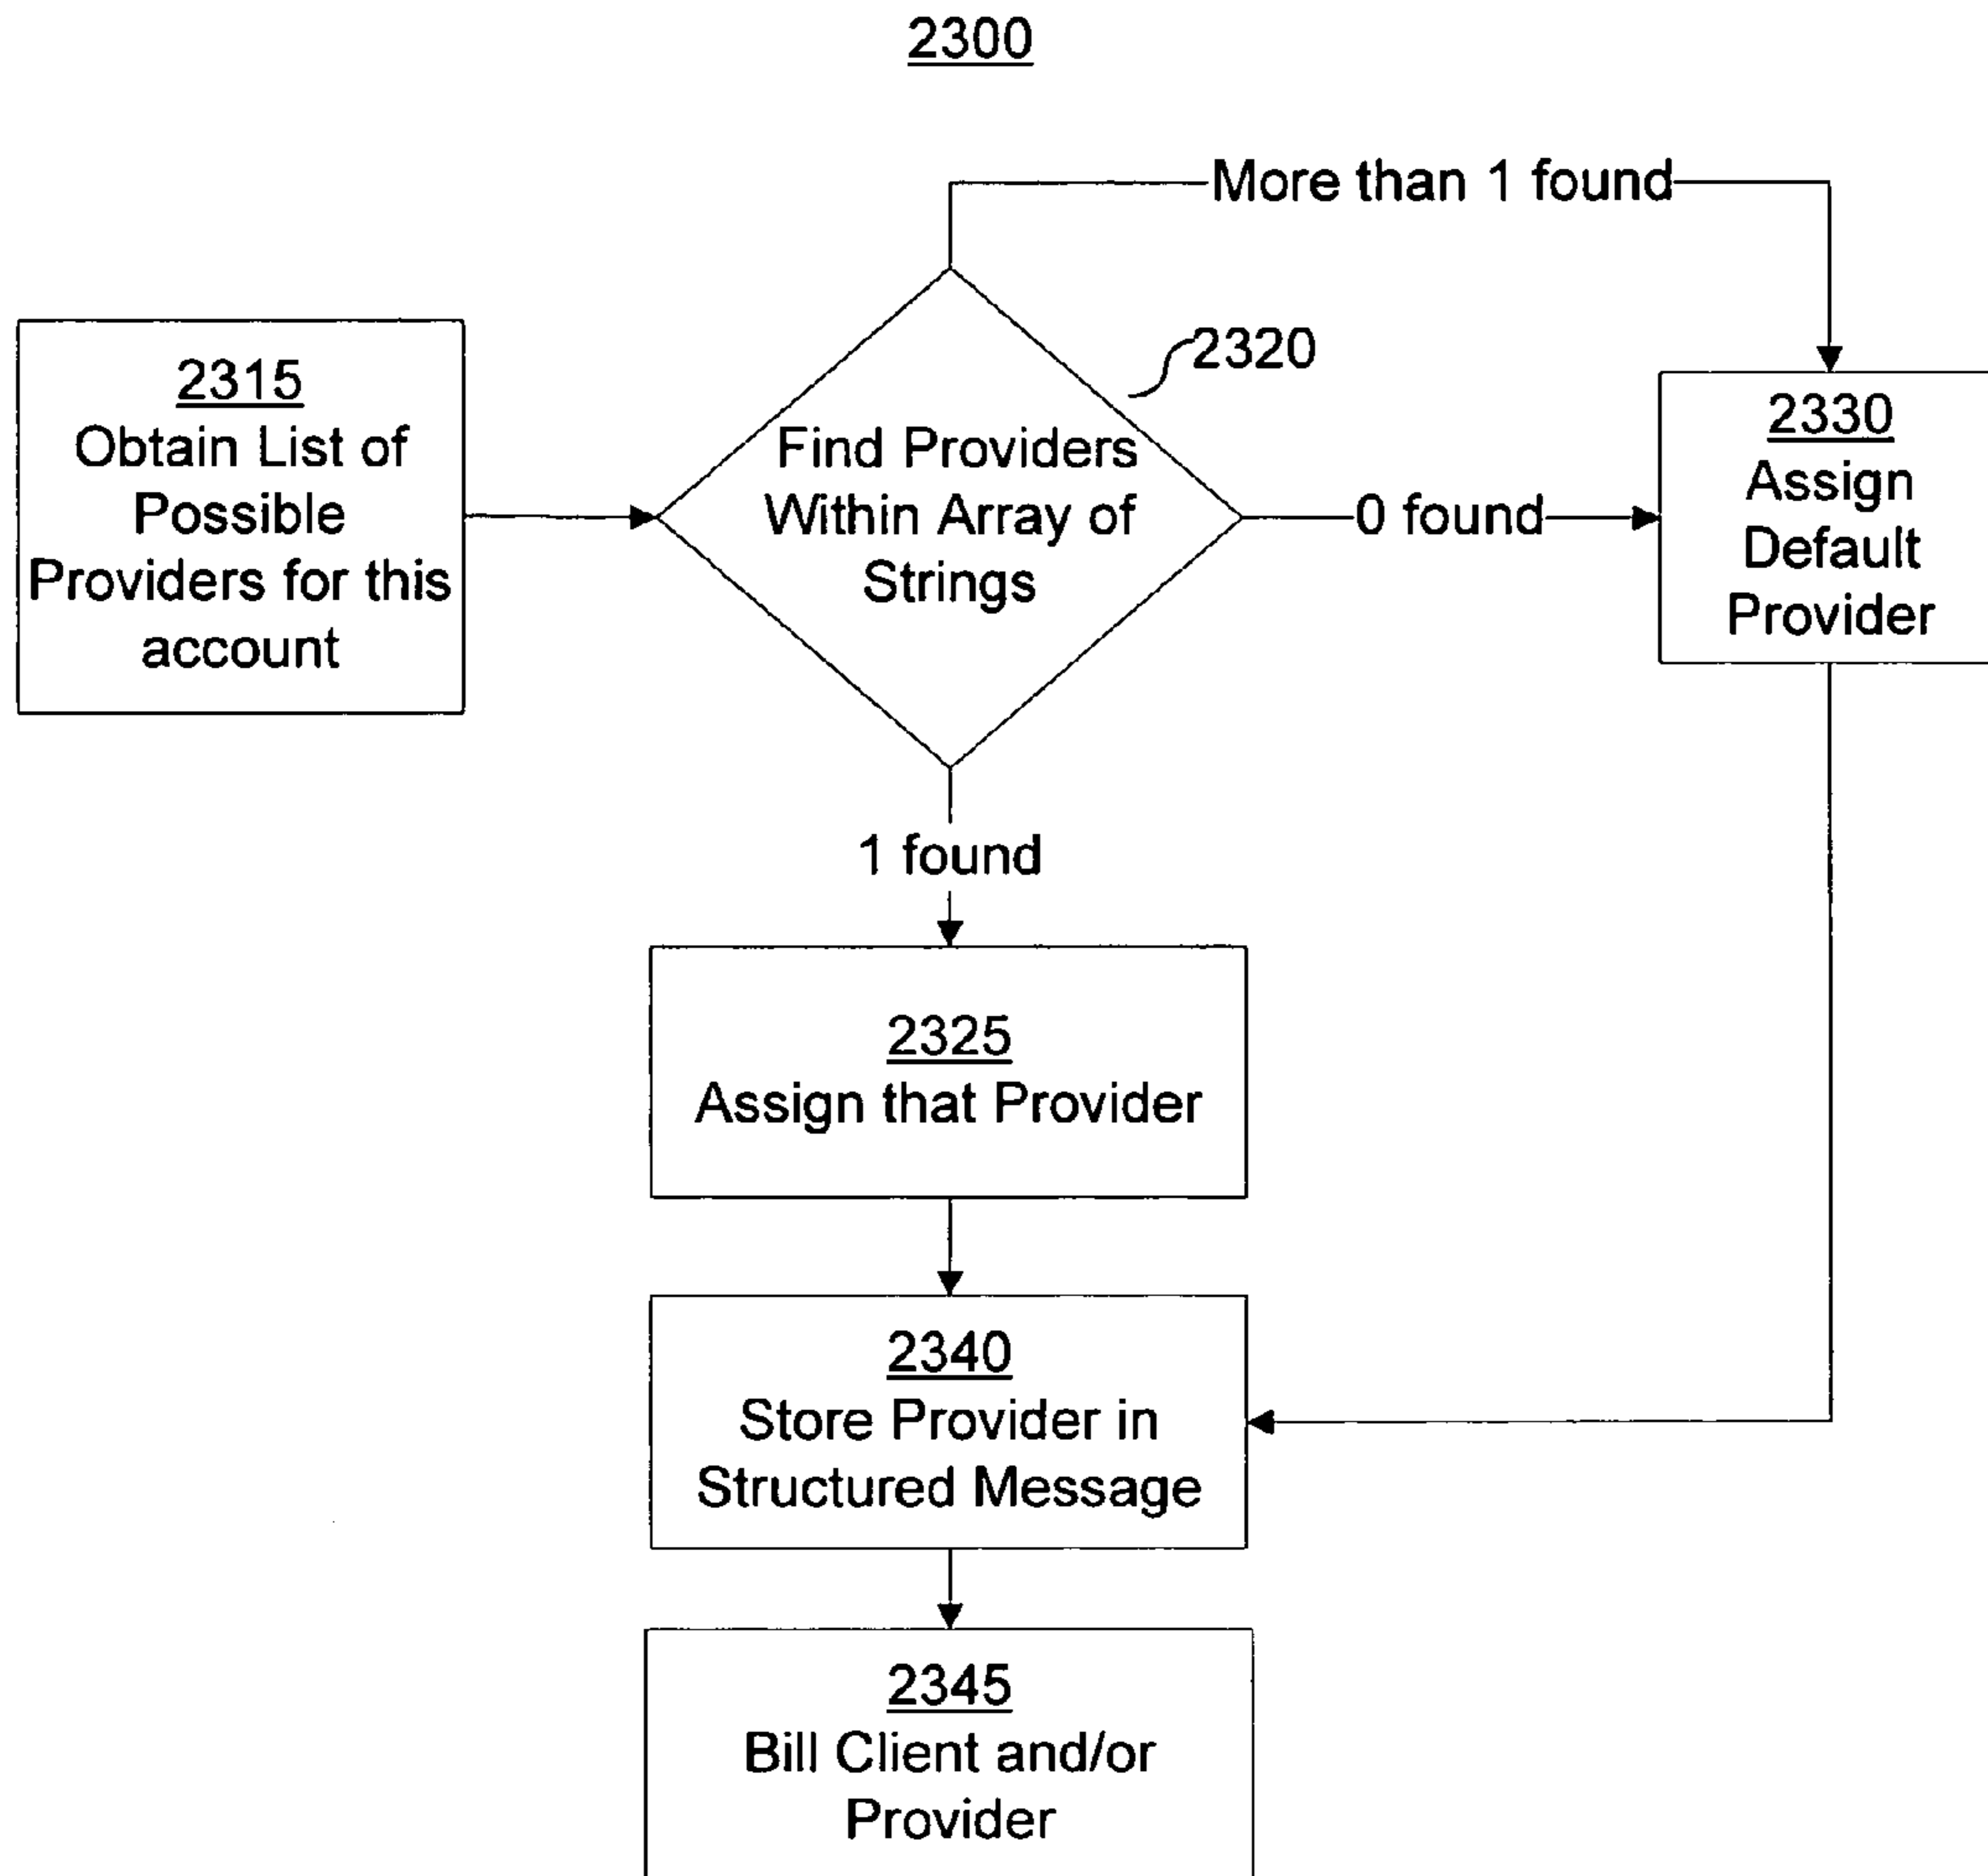 2300
More than 1 found
2315
Obtain List of
Possible
Providers for this
account
2320
Find Providers
Within Array of
Strings
0 found
2330
Assign
Default
Provider
1 found
2325
Assign that Provider
2340
Store Provider in
Structured Message
2345
Bill Client and/or
Provider